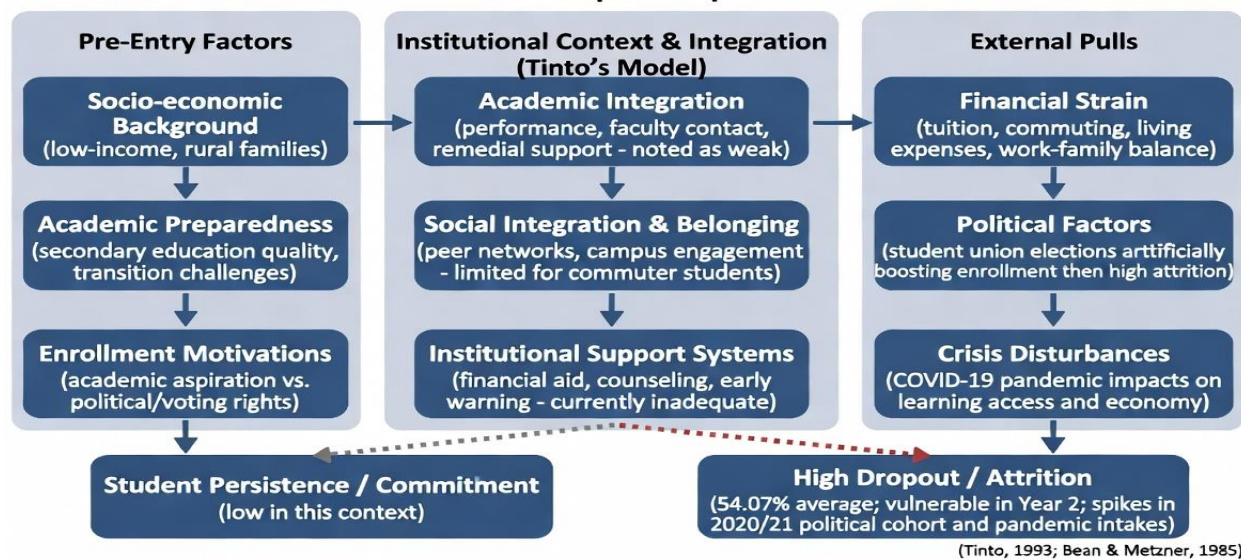 Pre-Entry Factors
Socio-economic
Background
(low-income, rural families)
Academic Preparedness
(secondary education quality,
transition challenges)
Enrollment Motivations
(academic aspiration vs.
political/voting rights)
Institutional Context & Integration
(Tinto's Model)
Academic Integration
(performance, faculty contact,
remedial support - noted as weak)
Social Integration & Belonging
(peer networks, campus engagement
- limited for commuter students)
Institutional Support Systems
(financial aid, counseling, early
warning - currently inadequate)
External Pulls
Financial Strain
(tuition, commuting, living
expenses, work-family balance)
Political Factors
(student union elections arttificially
boosting enrollment then high attrition)
Crisis Disturbances
(COVID-19 pandemic impacts on
learning access and economy)
Student Persistence / Commitment
(low in this context)
High Dropout / Attrition
(54.07% average; vulnerable in Year 2; spikes in
2020/21 political cohort and pandemic intakes)
(Tinto, 1993; Bean & Metzner, 1985)